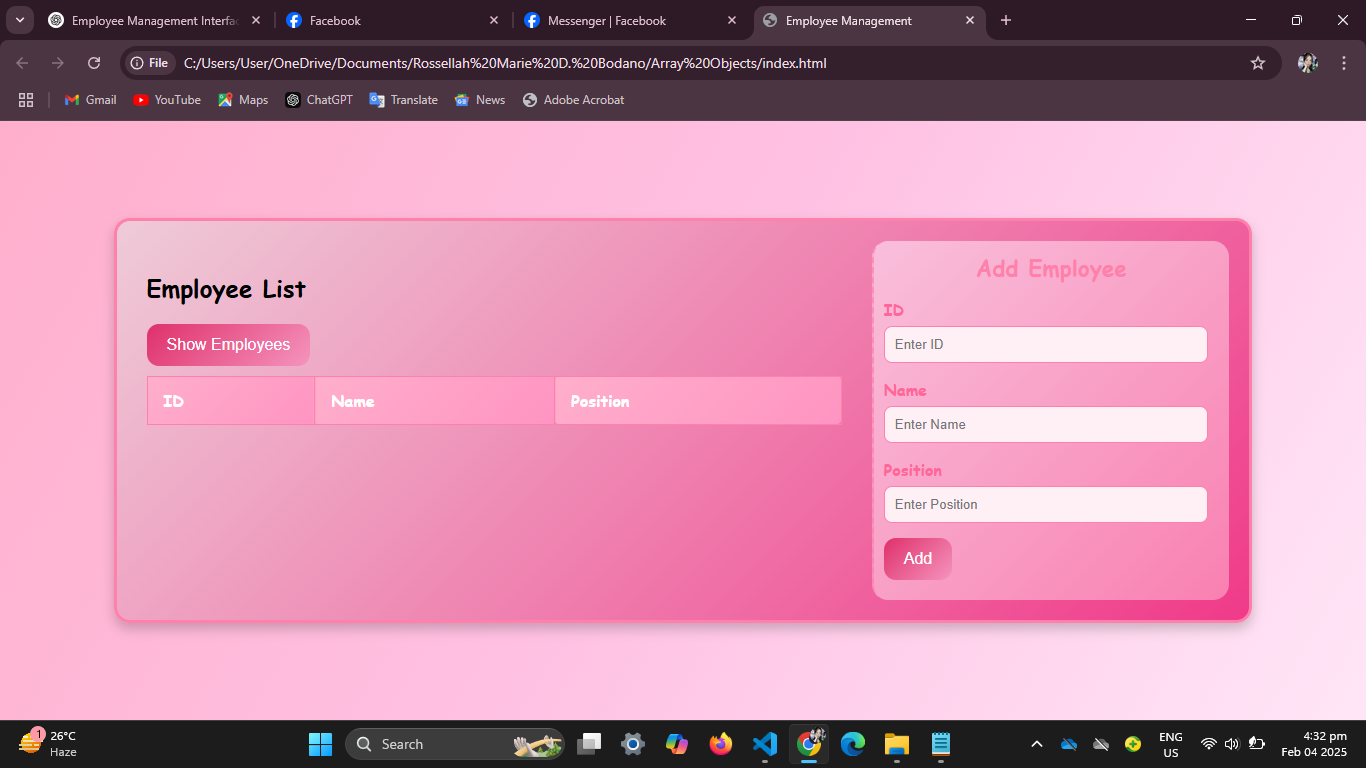 Employee Management Interfac
Facebook
Messenger | Facebook
Employee Management
File
C:/Users/User/OneDrive/Documents/Rossellah%20Marie%20D.%20Bodano/Array%20Objects/index.html
Gmail
YouTube
Maps
ChatGPT
Translate
News
Adobe Acrobat
Employee List
Show Employees
ID Name Position
Add Employee
ID
Enter ID
Name
Enter Name
Position
Enter Position
Add
1
26°C
Haze
Search
ENG
US
4:32 pm
Feb 04 2025